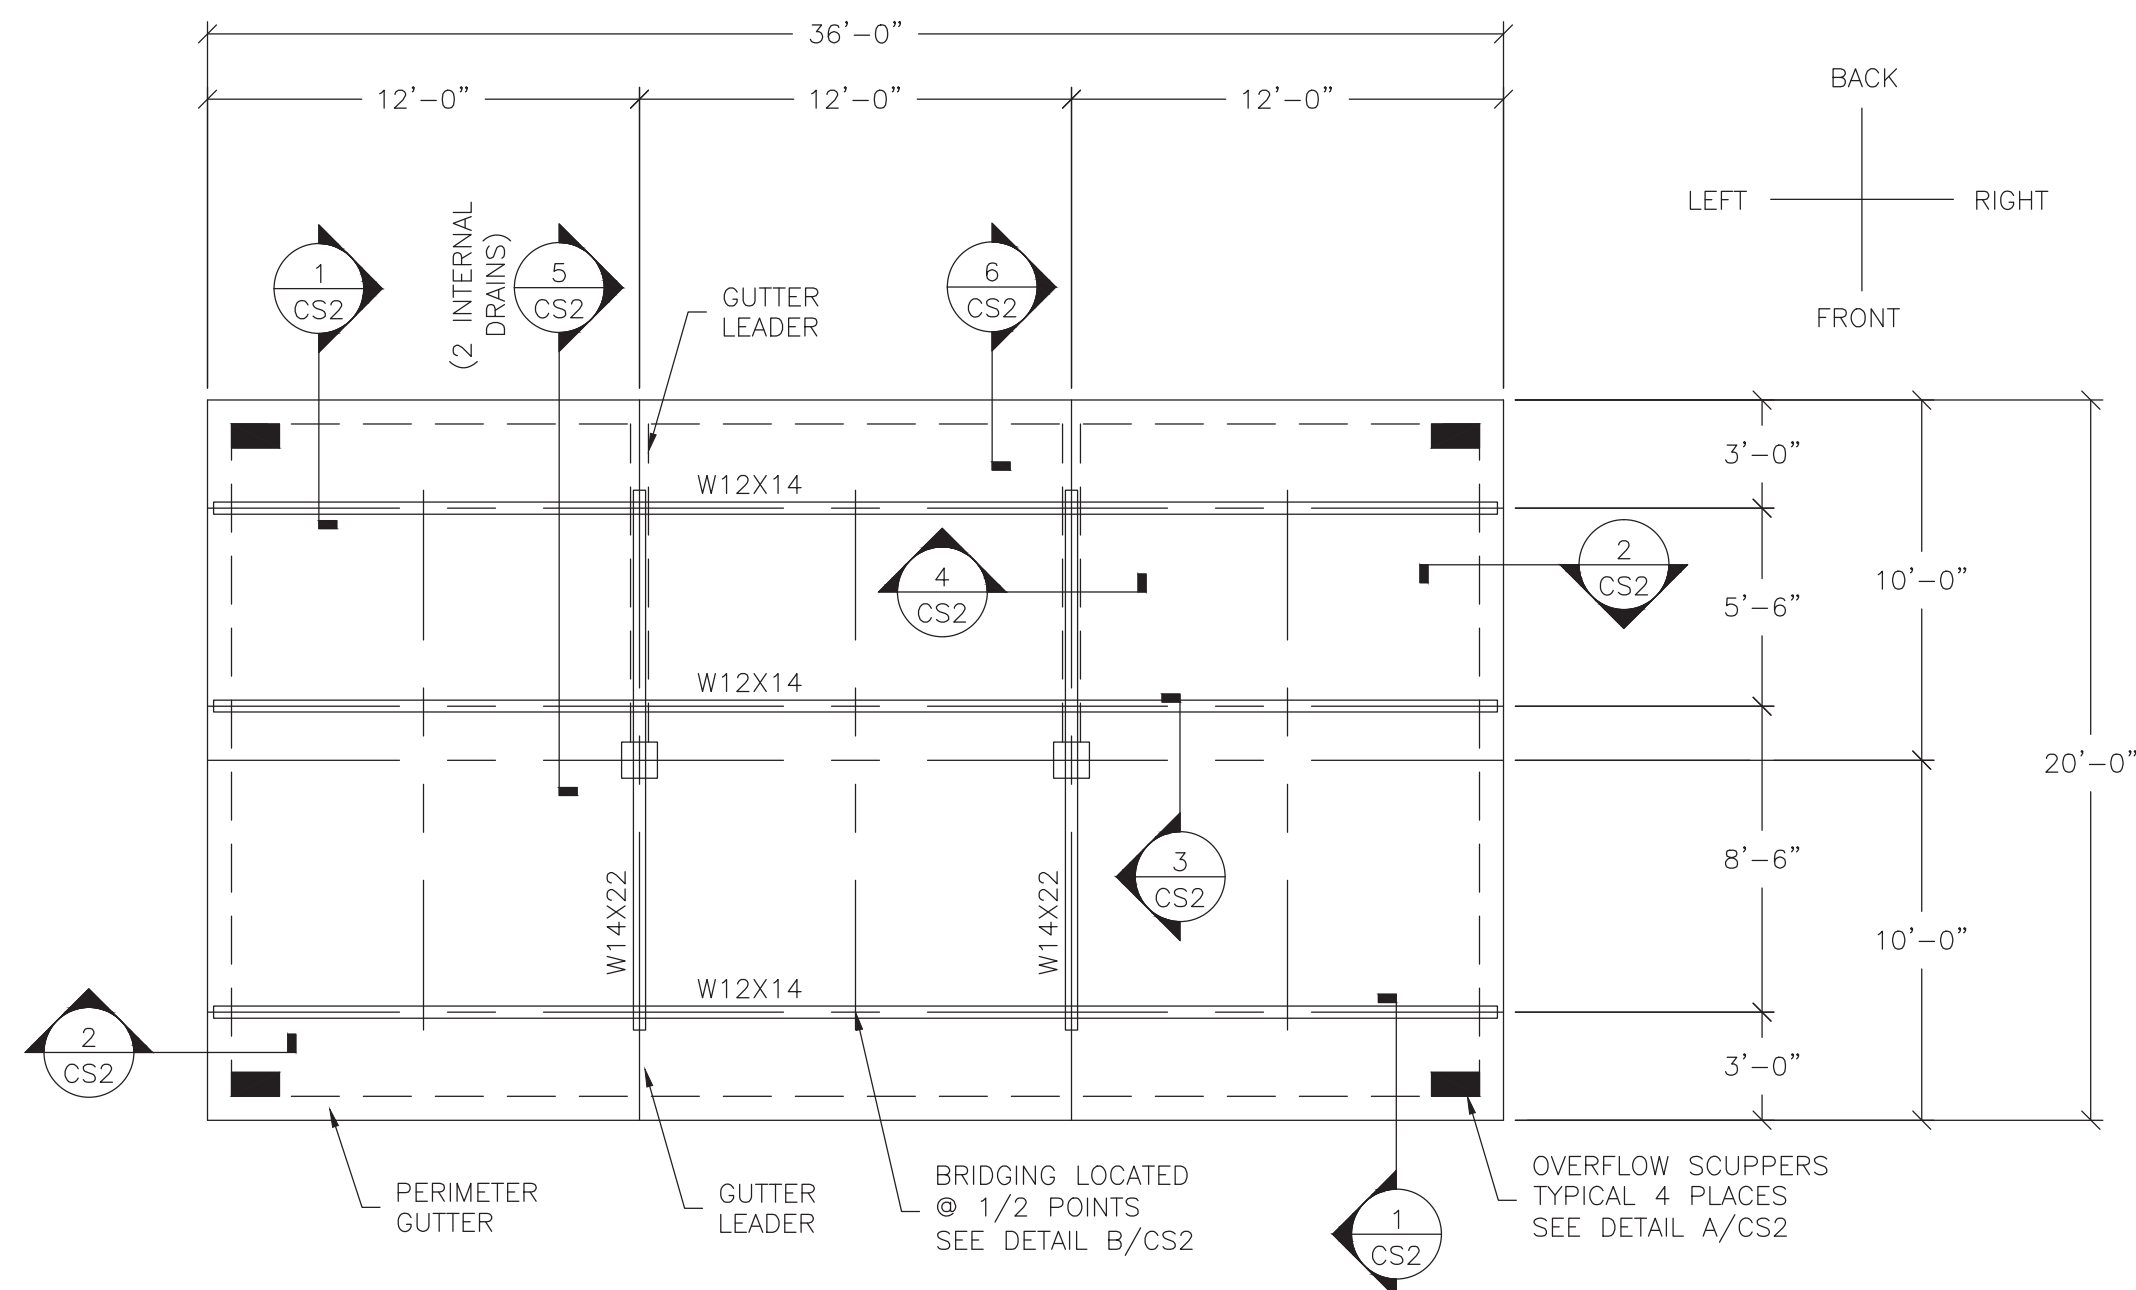 36'-0"
12'-0"
12'-0"
12'-0"
BACK
LEFT
RIGHT
FRONT
1
CS2
(2 INTERNAL
DRAINS)
5
CS2
GUTTER
LEADER
6
CS2
3'-0"
W12X14
2
CS2
4
CS2
10'-0"
5'-6"
W12X14
20'-0"
8'-6"
3
CS2
W14X22
W14X22
10'-0"
W12X14
2
CS2
3'-0"
PERIMETER
GUTTER
GUTTER
LEADER
BRIDGING LOCATED
@ 1/2 POINTS
SEE DETAIL B/CS2
1
CS2
OVERFLOW SCUPPERS
TYPICAL 4 PLACES
SEE DETAIL A/CS2